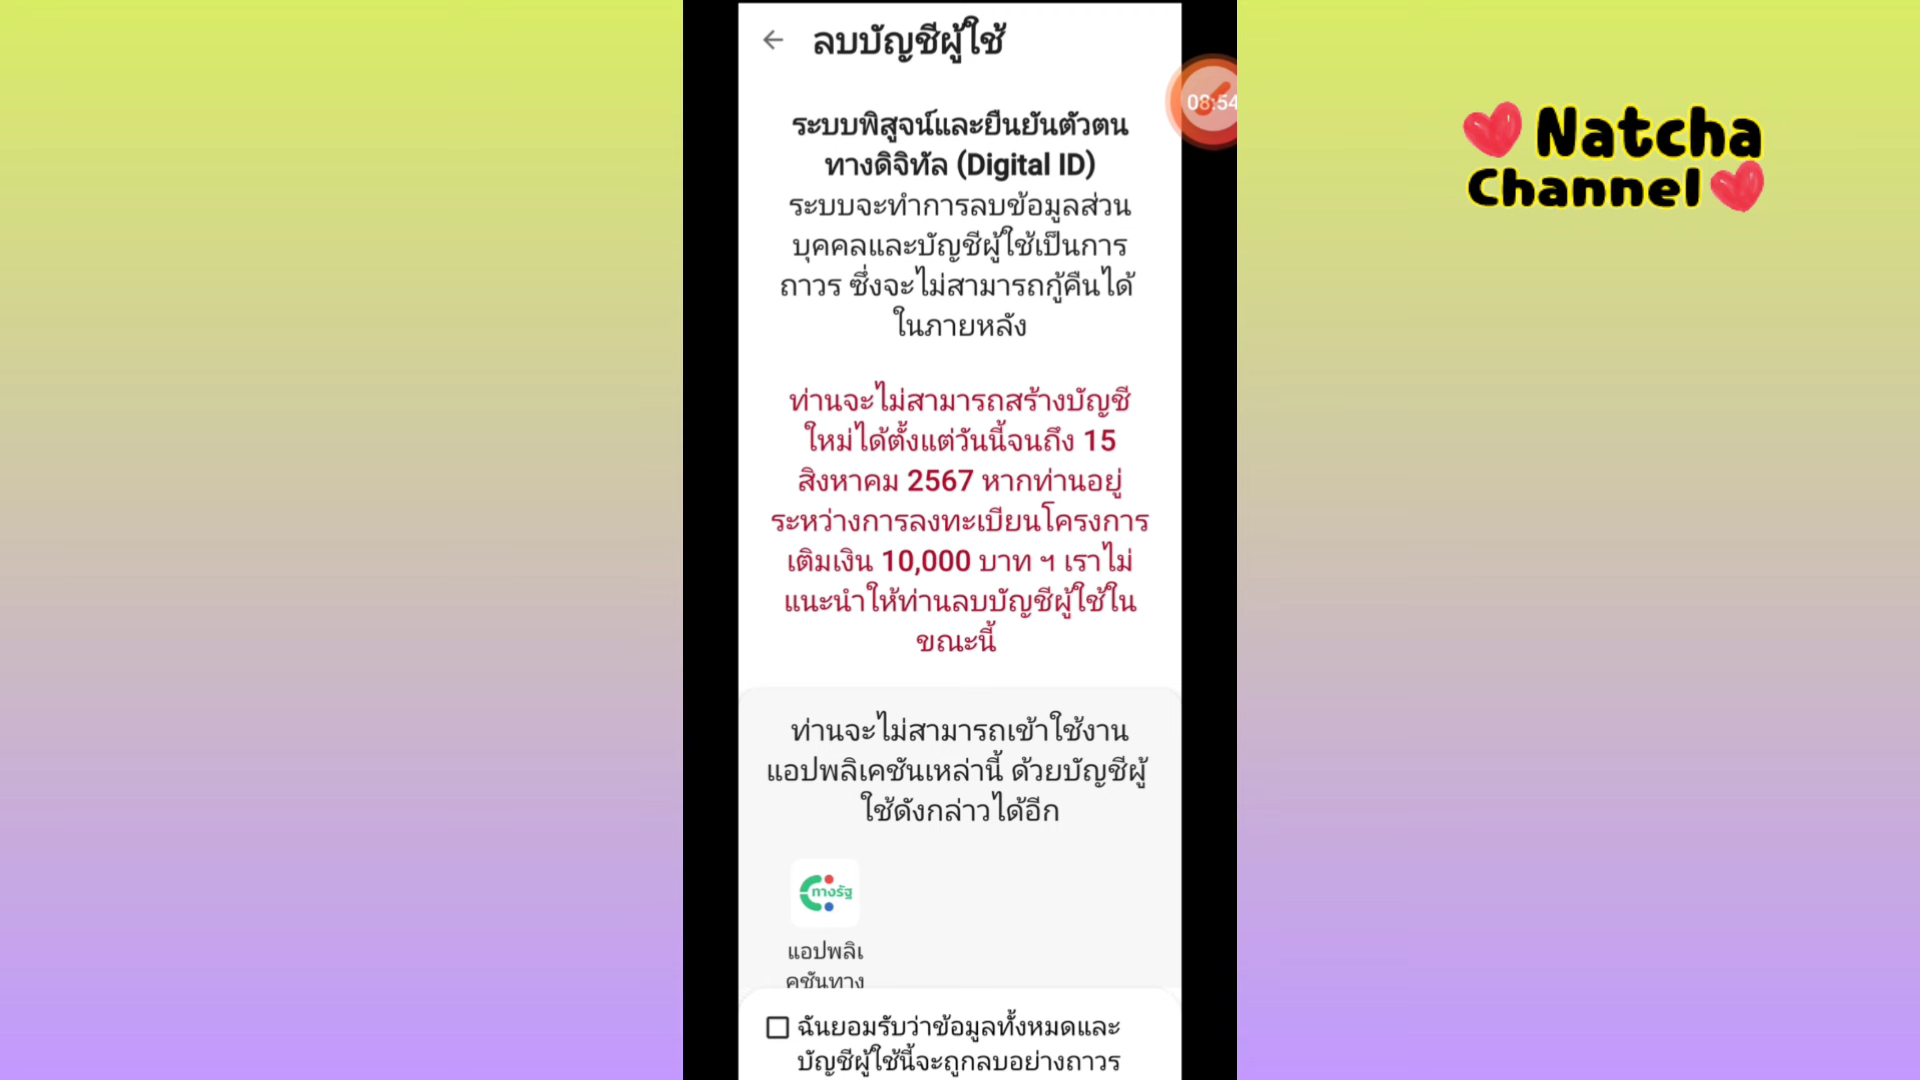 ลบบัญชีผู้ใช้
08:54
Natcha
Channel
ระบบพิสูจน์และยืนยันตัวตน
ทางดิจิทัล (Digital ID)
ระบบจะทำการลบข้อมูลส่วน
บุคคลและบัญชีผู้ใช้เป็นการ
ถาวร ซึ่งจะไม่สามารถกู้คืนได้
ในภายหลัง
ท่านจะไม่สามารถสร้างบัญชี
ใหม่ได้ตั้งแต่วันนี้จนถึง 15
สิงหาคม 2567 หากท่านอยู่
ระหว่างการลงทะเบียนโครงการ
เติมเงิน 10,000 บาท ฯ เราไม่
แนะนำให้ท่านลบบัญชีผู้ใช้ใน
ขณะนี้
ท่านจะไม่สามารถเข้าใช้งาน
แอปพลิเคชันเหล่านี้ ด้วยบัญชีผู้
ใช้ดังกล่าวได้อีก
ทางรัฐ
แอปพลิเ
คชันทาง
ฉันยอมรับว่าข้อมูลทั้งหมดและ
บัญชีผู้ใช้นี้จะถูกลบอย่างถาวร